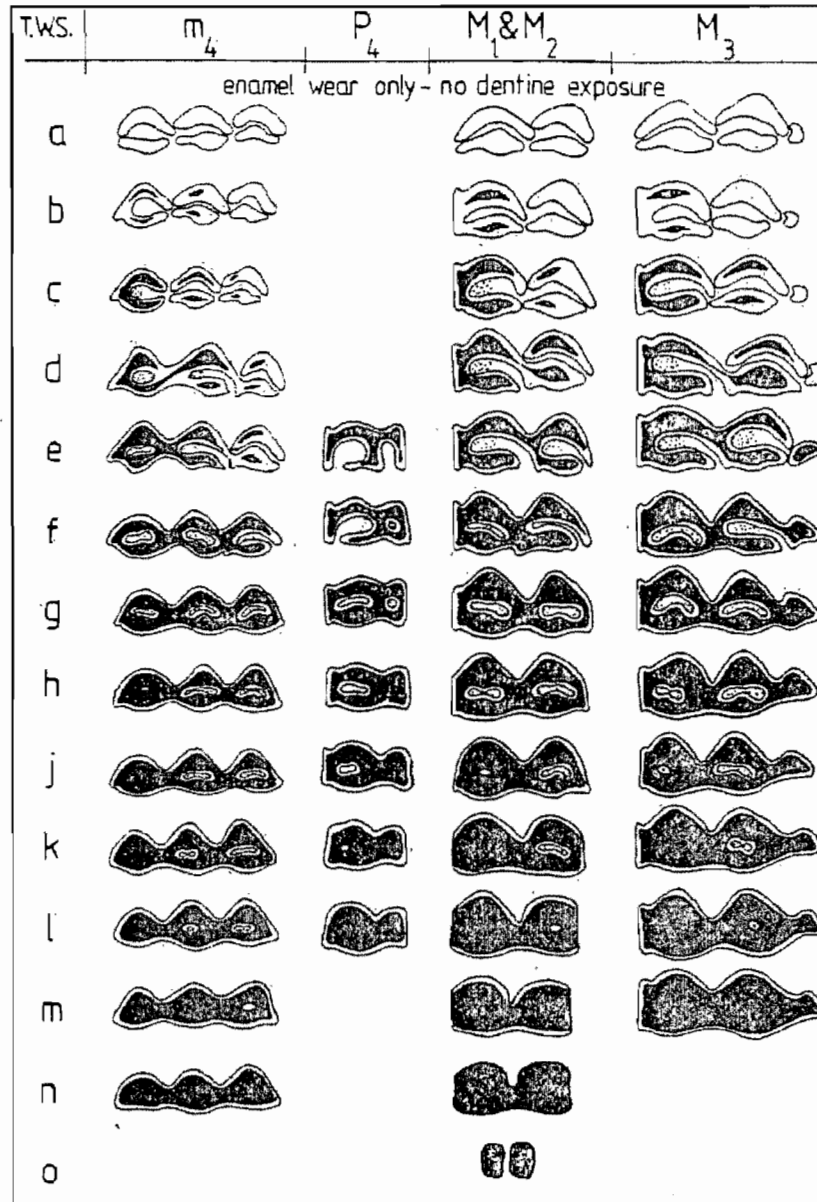 T.W.S. m4 P4 M1&M2 M3
enamel wear only – no dentine exposure
a
b
c
d
e
f
g
h
j
k
l
m
n
o